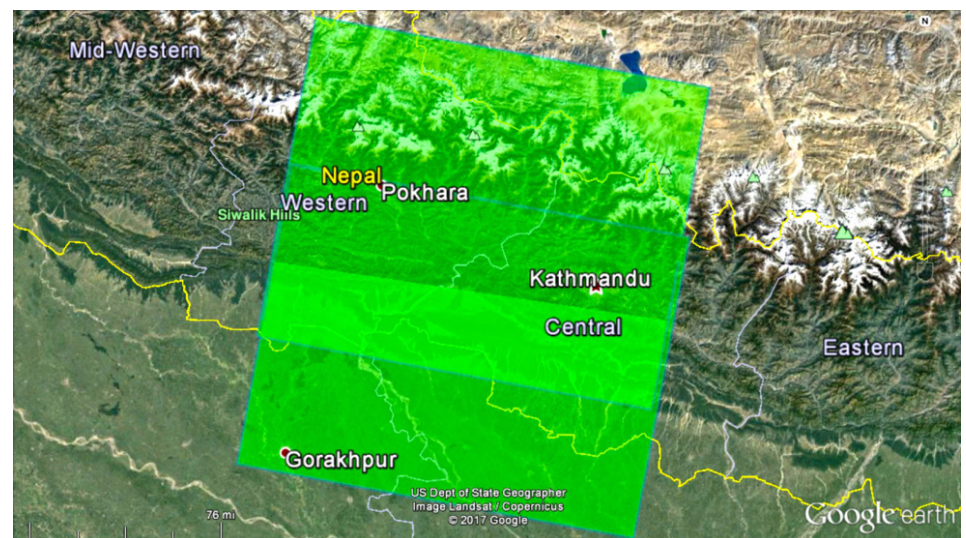 N
Mid-Western
Nepal
Pokhara
Western
Siwalik Hills
Kathmandu
Central
Eastern
Gorakhpur
US Dept of State Geographer
Image Landsat / Copernicus
© 2017 Google
76 mi
Google earth